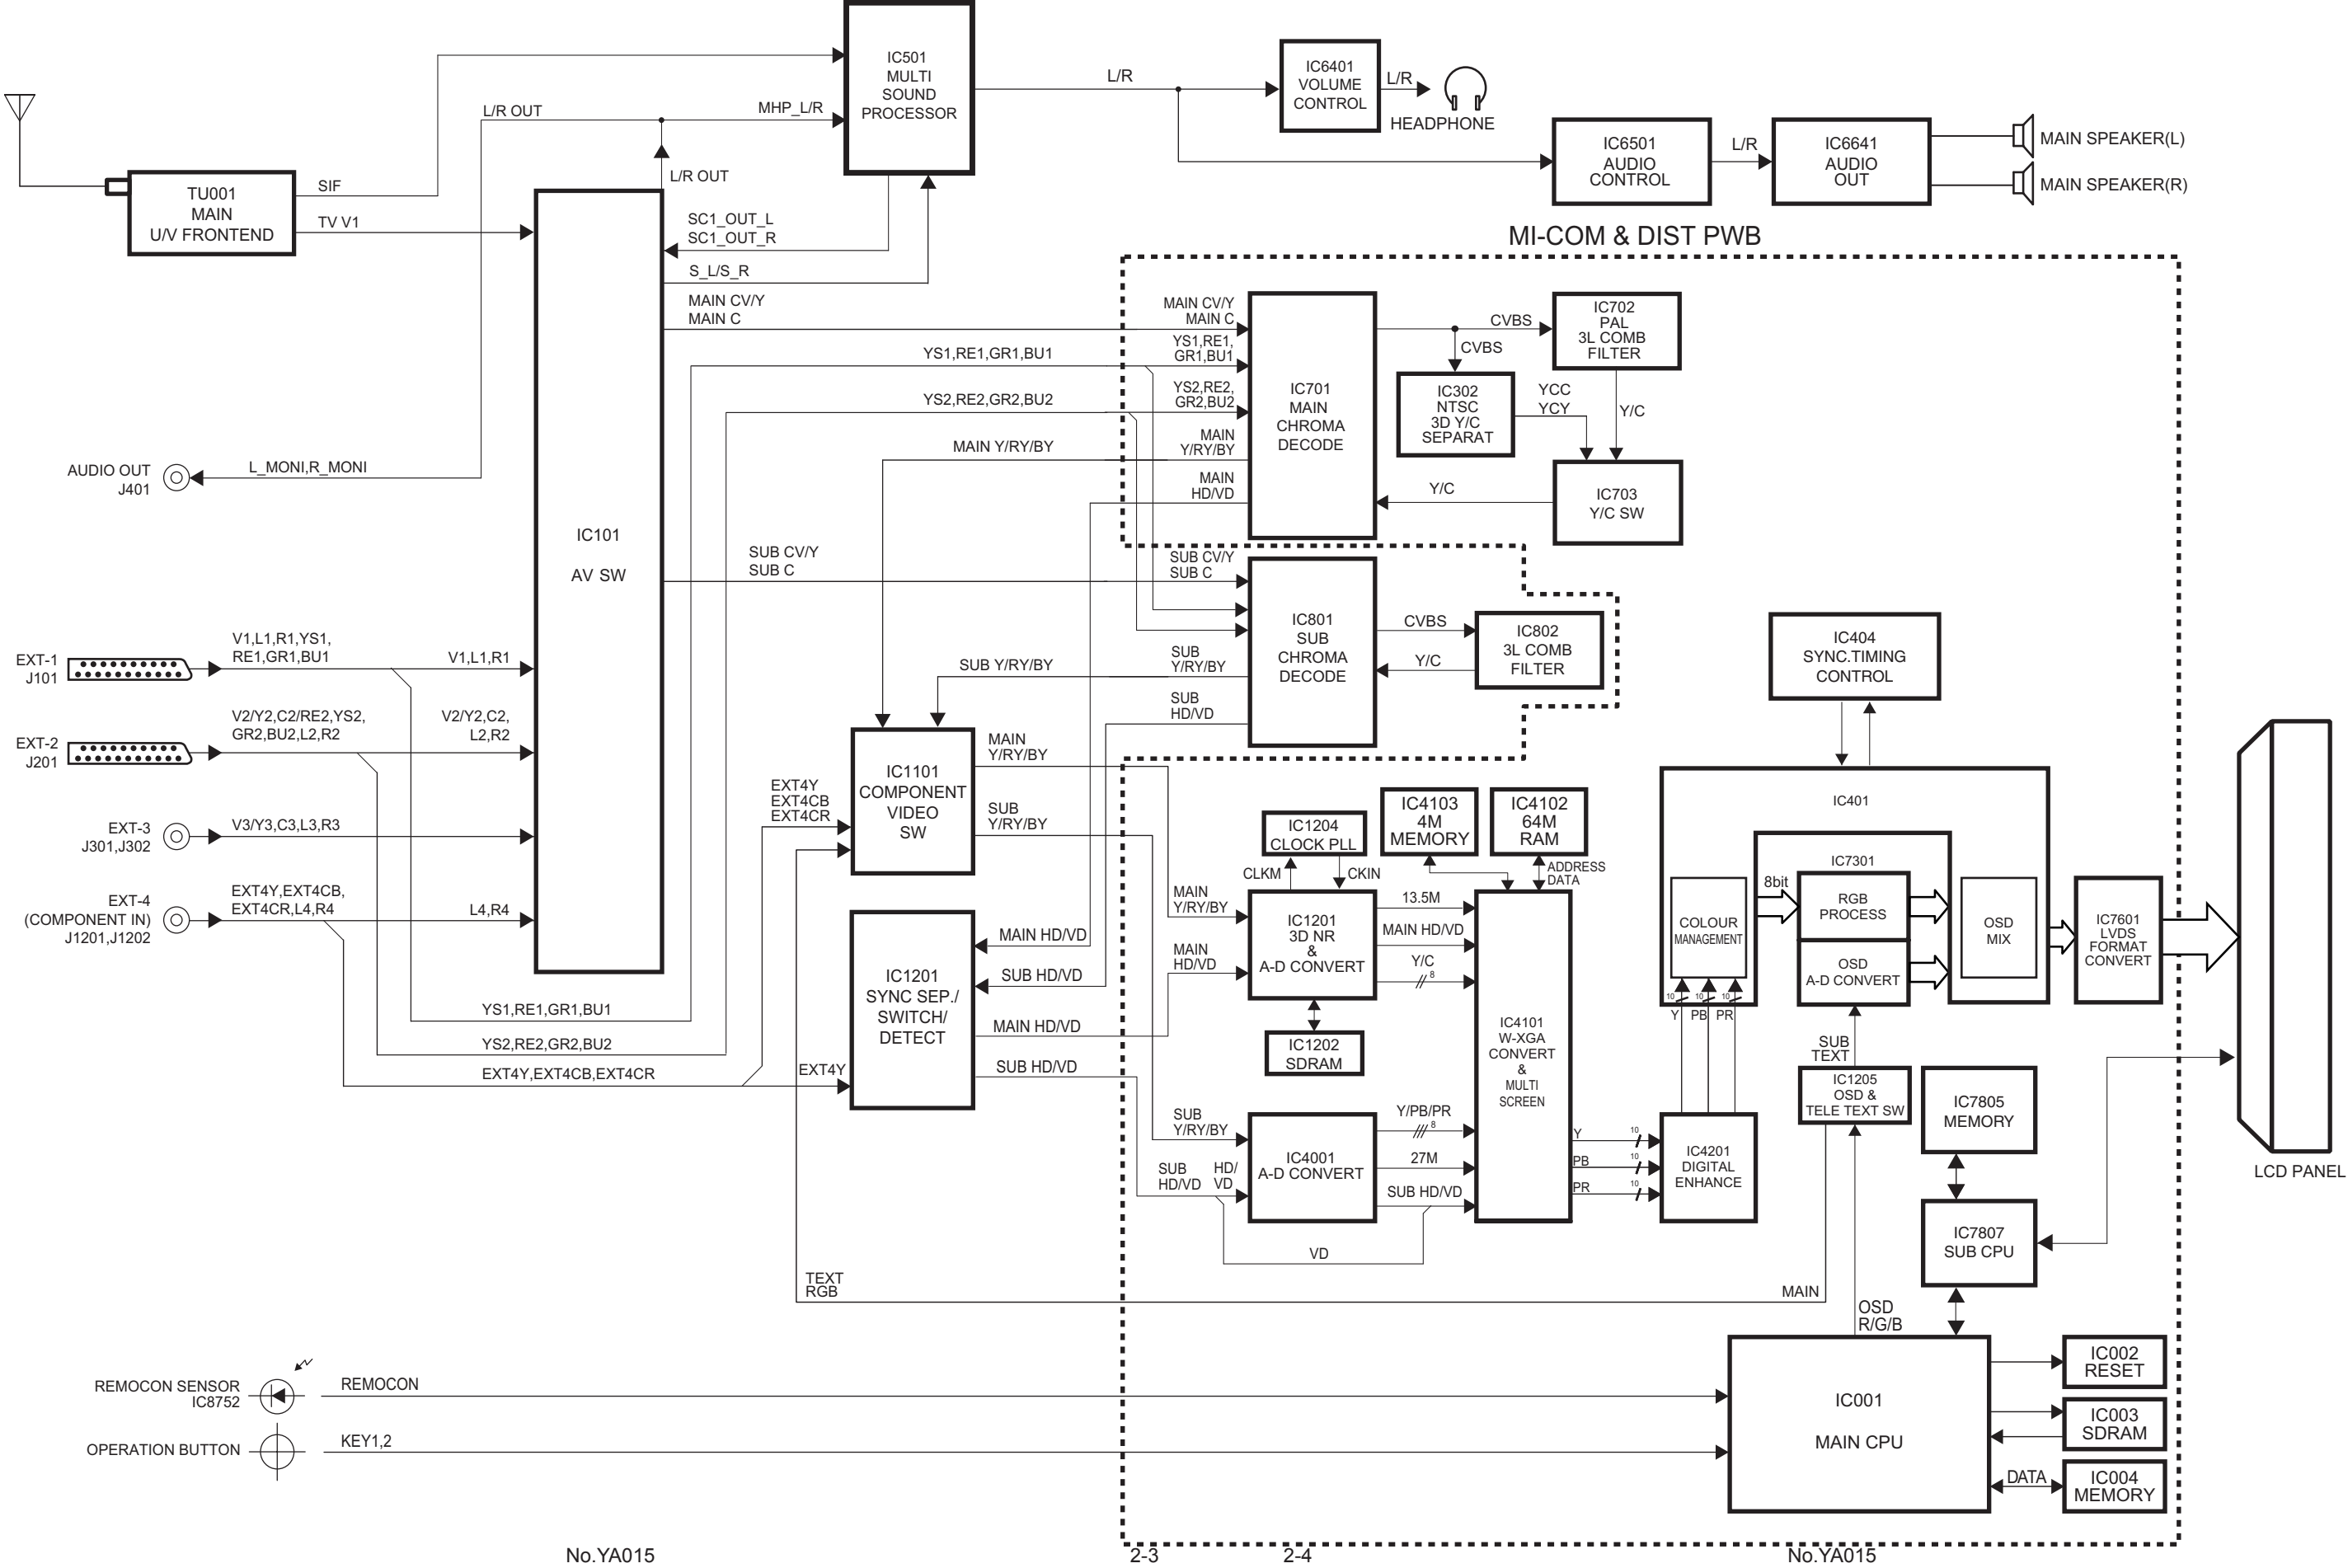 IC501
MULTI
SOUND
PROCESSOR
L/R
IC6401
VOLUME
CONTROL
L/R
HEADPHONE
L/R OUT
MHP_L/R
IC6501
AUDIO
CONTROL
L/R
IC6641
AUDIO
OUT
MAIN SPEAKER(L)
MAIN SPEAKER(R)
TU001
MAIN
U/V FRONTEND
SIF
TV V1
L/R OUT
SC1_OUT_L
SC1_OUT_R
S_L/S_R
MAIN CV/Y
MAIN C
MI-COM & DIST PWB
MAIN CV/Y
MAIN C
YS1,RE1,GR1,BU1
YS1,RE1,
GR1,BU1
YS2,RE2,GR2,BU2
YS2,RE2,
GR2,BU2
MAIN Y/RY/BY
MAIN
Y/RY/BY
MAIN
HD/VD
IC701
MAIN
CHROMA
DECODE
CVBS
CVBS
IC702
PAL
3L COMB
FILTER
IC302
NTSC
3D Y/C
SEPARAT
YCC
YCY
Y/C
IC703
Y/C SW
Y/C
AUDIO OUT
J401
L_MONI,R_MONI
IC101
AV SW
SUB CV/Y
SUB C
SUB CV/Y
SUB C
IC801
SUB
CHROMA
DECODE
CVBS
Y/C
IC802
3L COMB
FILTER
SUB Y/RY/BY
SUB
Y/RY/BY
SUB
HD/VD
EXT-1
J101
V1,L1,R1,YS1,
RE1,GR1,BU1
V1,L1,R1
EXT-2
J201
V2/Y2,C2/RE2,YS2,
GR2,BU2,L2,R2
V2/Y2,C2,
L2,R2
EXT-3
J301,J302
V3/Y3,C3,L3,R3
EXT-4
(COMPONENT IN)
J1201,J1202
EXT4Y,EXT4CB,
EXT4CR,L4,R4
L4,R4
YS1,RE1,GR1,BU1
YS2,RE2,GR2,BU2
EXT4Y,EXT4CB,EXT4CR
EXT4Y
EXT4CB
EXT4CR
IC1101
COMPONENT
VIDEO
SW
MAIN
Y/RY/BY
SUB
Y/RY/BY
EXT4Y
IC1201
SYNC SEP./
SWITCH/
DETECT
MAIN HD/VD
SUB HD/VD
MAIN HD/VD
SUB HD/VD
IC1204
CLOCK PLL
CLKM
CKIN
IC4103
4M
MEMORY
IC4102
64M
RAM
ADDRESS
DATA
MAIN
Y/RY/BY
MAIN
HD/VD
IC1201
3D NR
&
A-D CONVERT
13.5M
MAIN HD/VD
Y/C
8
IC1202
SDRAM
IC4101
W-XGA
CONVERT
&
MULTI
SCREEN
SUB
Y/RY/BY
SUB
HD/VD
HD/
VD
IC4001
A-D CONVERT
Y/PB/PR
8
27M
SUB HD/VD
VD
Y
10
PB
10
PR
10
IC4201
DIGITAL
ENHANCE
IC404
SYNC.TIMING
CONTROL
IC401
IC7301
COLOUR
MANAGEMENT
8bit
RGB
PROCESS
OSD
A-D CONVERT
OSD
MIX
IC7601
LVDS
FORMAT
CONVERT
10
10
10
Y
PB
PR
SUB
TEXT
IC1205
OSD &
TELE TEXT SW
IC7805
MEMORY
IC7807
SUB CPU
LCD PANEL
TEXT
RGB
MAIN
OSD
R/G/B
REMOCON SENSOR
IC8752
REMOCON
OPERATION BUTTON
KEY1,2
IC001
MAIN CPU
IC002
RESET
IC003
SDRAM
DATA
IC004
MEMORY
No.YA015
2-3
2-4
No.YA015